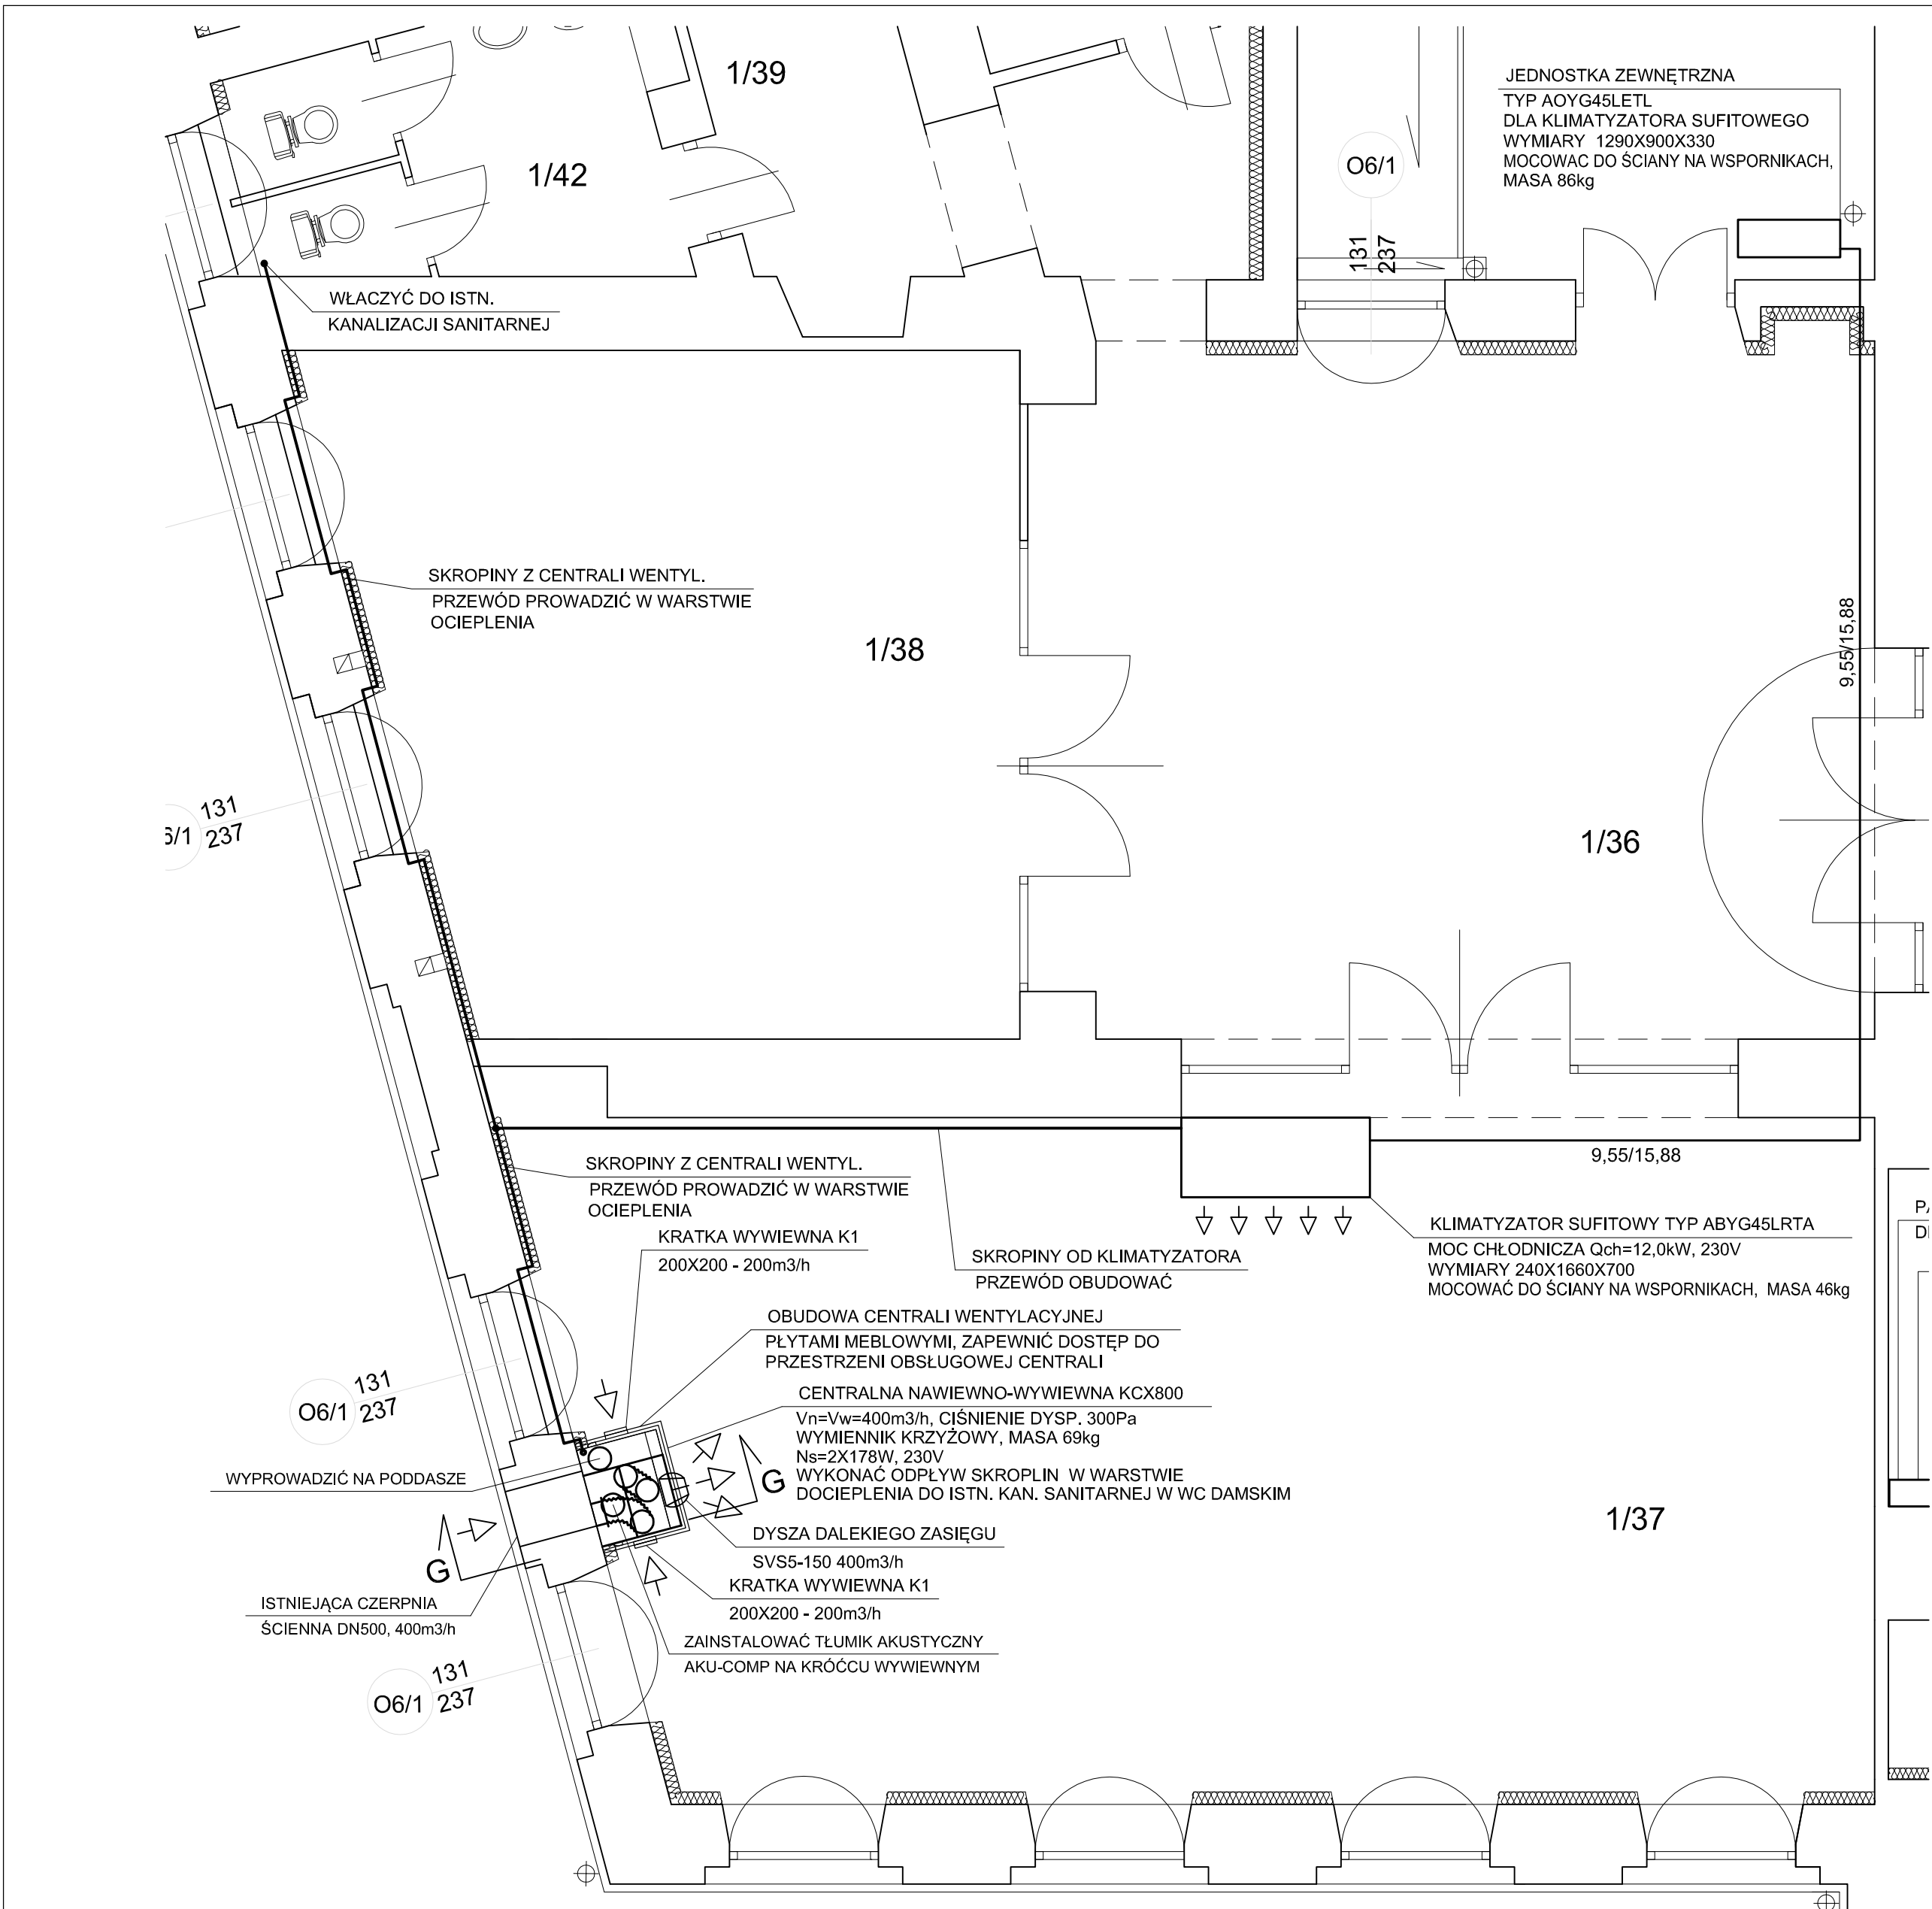 1/39
JEDNOSTKA ZEWNĘTRZNA
TYP AOYG45LETL
DLA KLIMATYZATORA SUFITOWEGO
WYMIARY 1290X900X330
MOCOWAC DO ŚCIANY NA WSPORNIKACH,
MASA 86kg
1/42
O6/1
131
237
WŁACZYĆ DO ISTN.
KANALIZACJI SANITARNEJ
SKROPINY Z CENTRALI WENTYL.
PRZEWÓD PROWADZIĆ W WARSTWIE
OCIEPLENIA
1/38
9,55/15,88
6/1
131
237
1/36
9,55/15,88
SKROPINY Z CENTRALI WENTYL.
PRZEWÓD PROWADZIĆ W WARSTWIE
OCIEPLENIA
KRATKA WYWIEWNA K1
200X200 - 200m3/h
SKROPINY OD KLIMATYZATORA
PRZEWÓD OBUDOWAĆ
KLIMATYZATOR SUFITOWY TYP ABYG45LRTA
MOC CHŁODNICZA Qch=12,0kW, 230V
WYMIARY 240X1660X700
MOCOWAĆ DO ŚCIANY NA WSPORNIKACH, MASA 46kg
OBUDOWA CENTRALI WENTYLACYJNEJ
PŁYTAMI MEBLOWYMI, ZAPEWNIĆ DOSTĘP DO
PRZESTRZENI OBSŁUGOWEJ CENTRALI
O6/1
131
237
CENTRALNA NAWIEWNO-WYWIEWNA KCX800
Vn=Vw=400m3/h, CIŚNIENIE DYSP. 300Pa
WYMIENNIK KRZYŻOWY, MASA 69kg
Ns=2X178W, 230V
WYKONAĆ ODPŁYW SKROPLIN W WARSTWIE
DOCIEPLENIA DO ISTN. KAN. SANITARNEJ W WC DAMSKIM
WYPROWADZIĆ NA PODDASZE
G
G
1/37
DYSZA DALEKIEGO ZASIĘGU
SVS5-150 400m3/h
KRATKA WYWIEWNA K1
200X200 - 200m3/h
ISTNIEJĄCA CZERPNIA
ŚCIENNA DN500, 400m3/h
ZAINSTALOWAĆ TŁUMIK AKUSTYCZNY
AKU-COMP NA KRÓĆCU WYWIEWNYM
O6/1
131
237